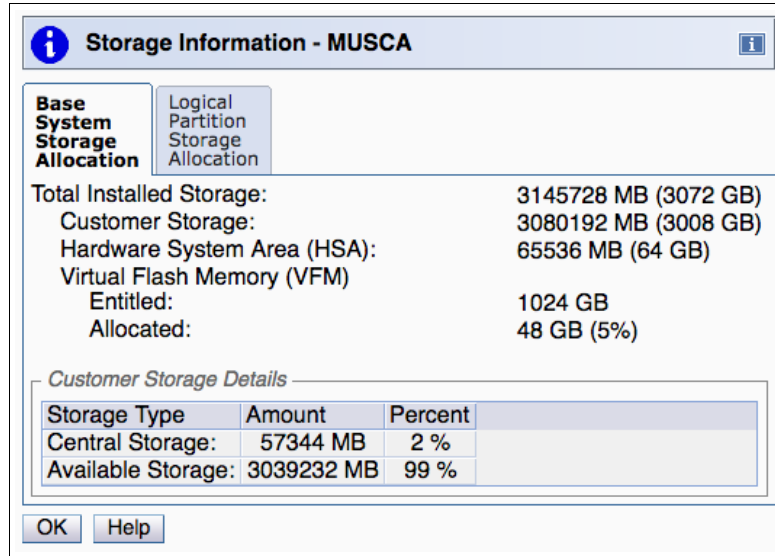 Storage Information - MUSCA
Base
System
Storage
Allocation
Logical
Partition
Storage
Allocation
Total Installed Storage: 3145728 MB (3072 GB)
Customer Storage: 3080192 MB (3008 GB)
Hardware System Area (HSA): 65536 MB (64 GB)
Virtual Flash Memory (VFM)
Entitled: 1024 GB
Allocated: 48 GB (5%)
Customer Storage Details
Storage Type Amount Percent
Central Storage: 57344 MB 2 %
Available Storage: 3039232 MB 99 %
OK Help